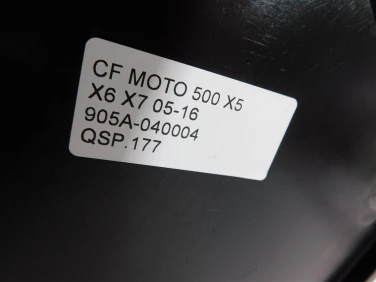 CF MOTO 500 X5
X6 X7 05-16
905A-040004
QSP.177